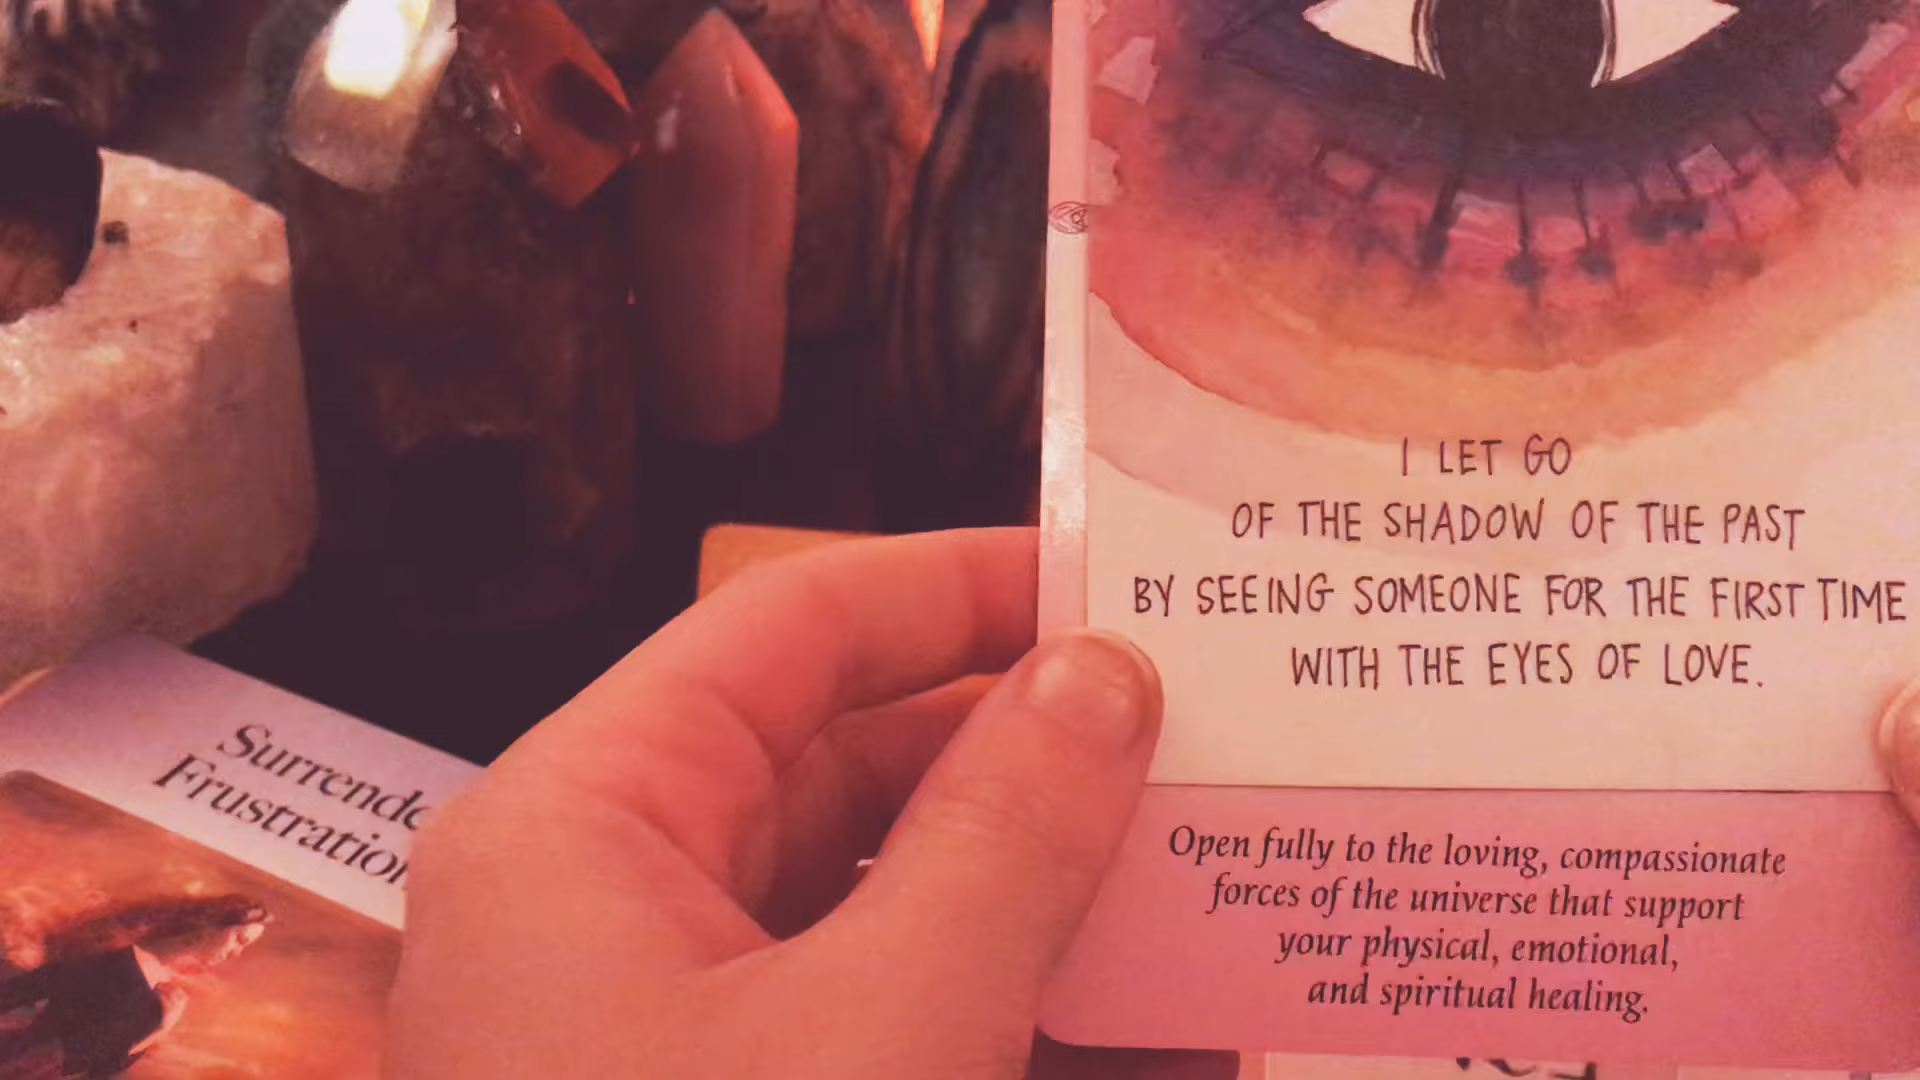 I LET GO
OF THE SHADOW OF THE PAST
BY SEEING SOMEONE FOR THE FIRST TIME
WITH THE EYES OF LOVE.
Open fully to the loving, compassionate
forces of the universe that support
your physical, emotional,
and spiritual healing.